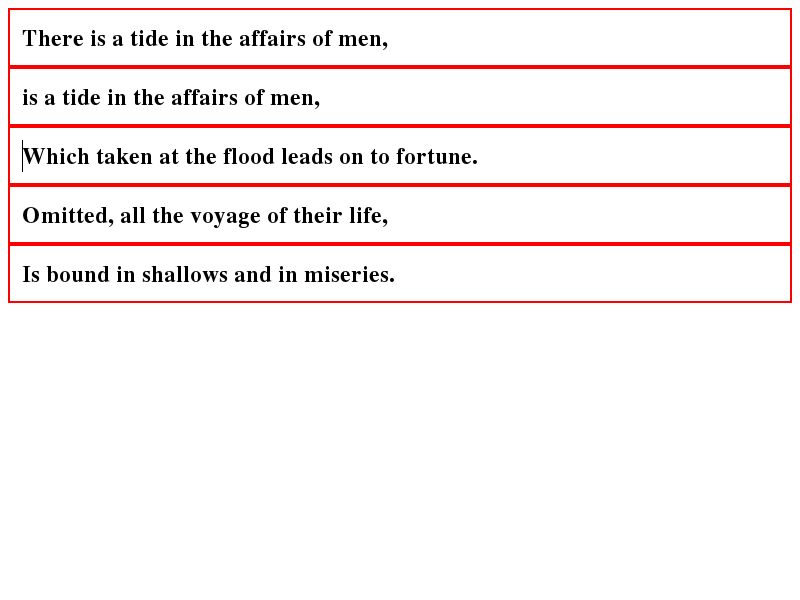 There is a tide in the affairs of men,
is a tide in the affairs of men,
Which taken at the flood leads on to fortune.
Omitted, all the voyage of their life,
Is bound in shallows and in miseries.